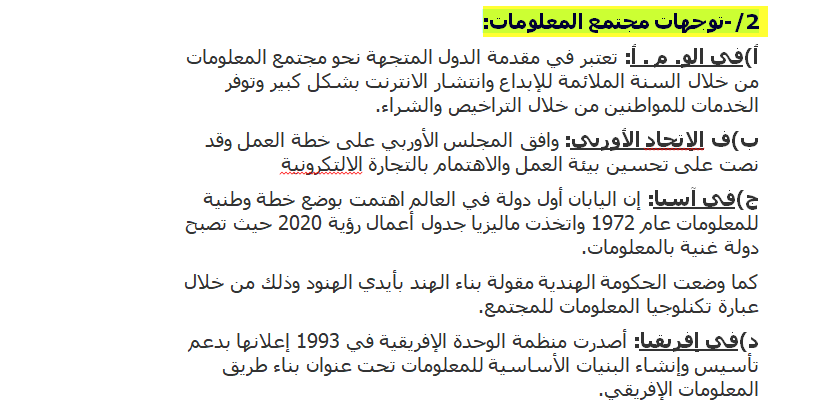 2/-توجهات مجتمع المعلومات:
أ)في الو. م . أ: تعتبر في مقدمة الدول المتجهة نحو مجتمع المعلومات
من خلال السنة الملائمة للإبداع وانتشار الانترنت بشكل كبير وتوفر
الخدمات للمواطنين من خلال التراخيص والشراء.
ب)ف الإتحاد الأوربي: وافق المجلس الأوربي على خطة العمل وقد
نصت على تحسين بيئة العمل والاهتمام بالتجارة الالتكرونية
ج)في آسيا: إن اليابان أول دولة في العالم اهتمت بوضع خطة وطنية
للمعلومات عام 1972 واتخذت ماليزيا جدول أعمال رؤية 2020 حيث تصبح
دولة غنية بالمعلومات.
كما وضعت الحكومة الهندية مقولة بناء الهند بأيدي الهنود وذلك من خلال
عبارة تكنلوجيا المعلومات للمجتمع.
د)في إفريقيا: أصدرت منظمة الوحدة الإفريقية في 1993 إعلانها بدعم
تأسيس وإنشاء البنيات الأساسية للمعلومات تحت عنوان بناء طريق
المعلومات الإفريقي.